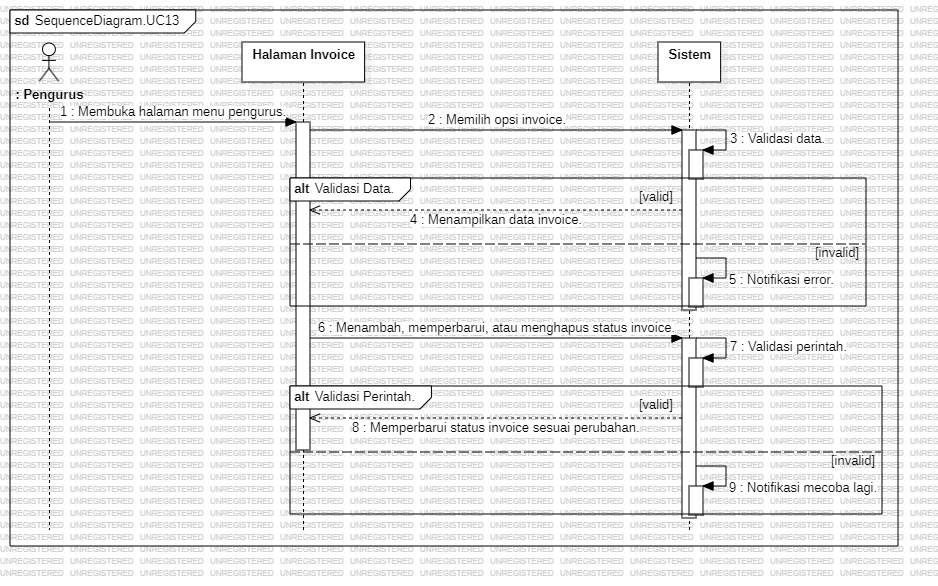 sd SequenceDiagram.UC13
Halaman Invoice
Sistem
: Pengurus
1 : Membuka halaman menu pengurus.
2 : Memilih opsi invoice.
3 : Validasi data.
alt Validasi Data.
[valid]
4 : Menampilkan data invoice.
[invalid]
5 : Notifikasi error.
6 : Menambah, memperbarui, atau menghapus status invoice.
7 : Validasi perintah.
alt Validasi Perintah.
[valid]
8 : Memperbarui status invoice sesuai perubahan.
[invalid]
9 : Notifikasi mecoba lagi.
UNREGISTERED